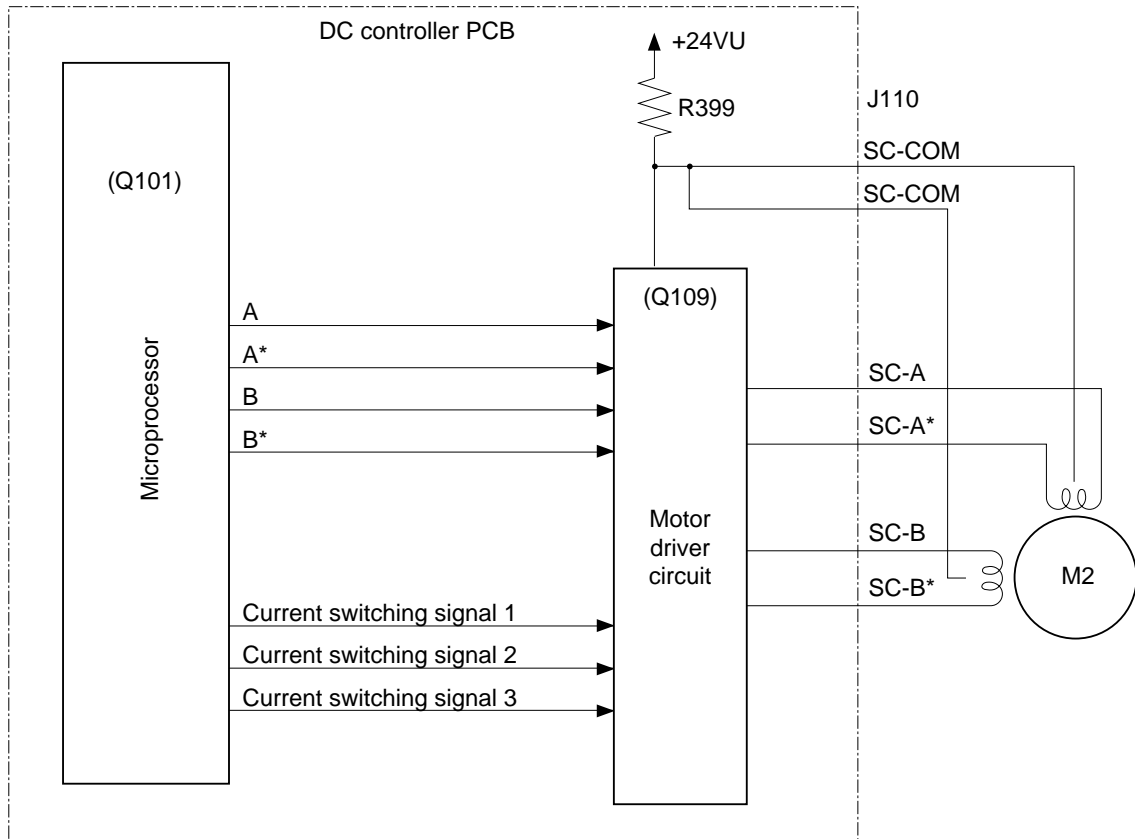 DC controller PCB
+24VU
R399
J110
SC-COM
SC-COM
(Q101)
(Q109)
A
A*
B
B*
Microprocessor
SC-A
SC-A*
Motor
driver
circuit
SC-B
SC-B*
M2
Current switching signal 1
Current switching signal 2
Current switching signal 3